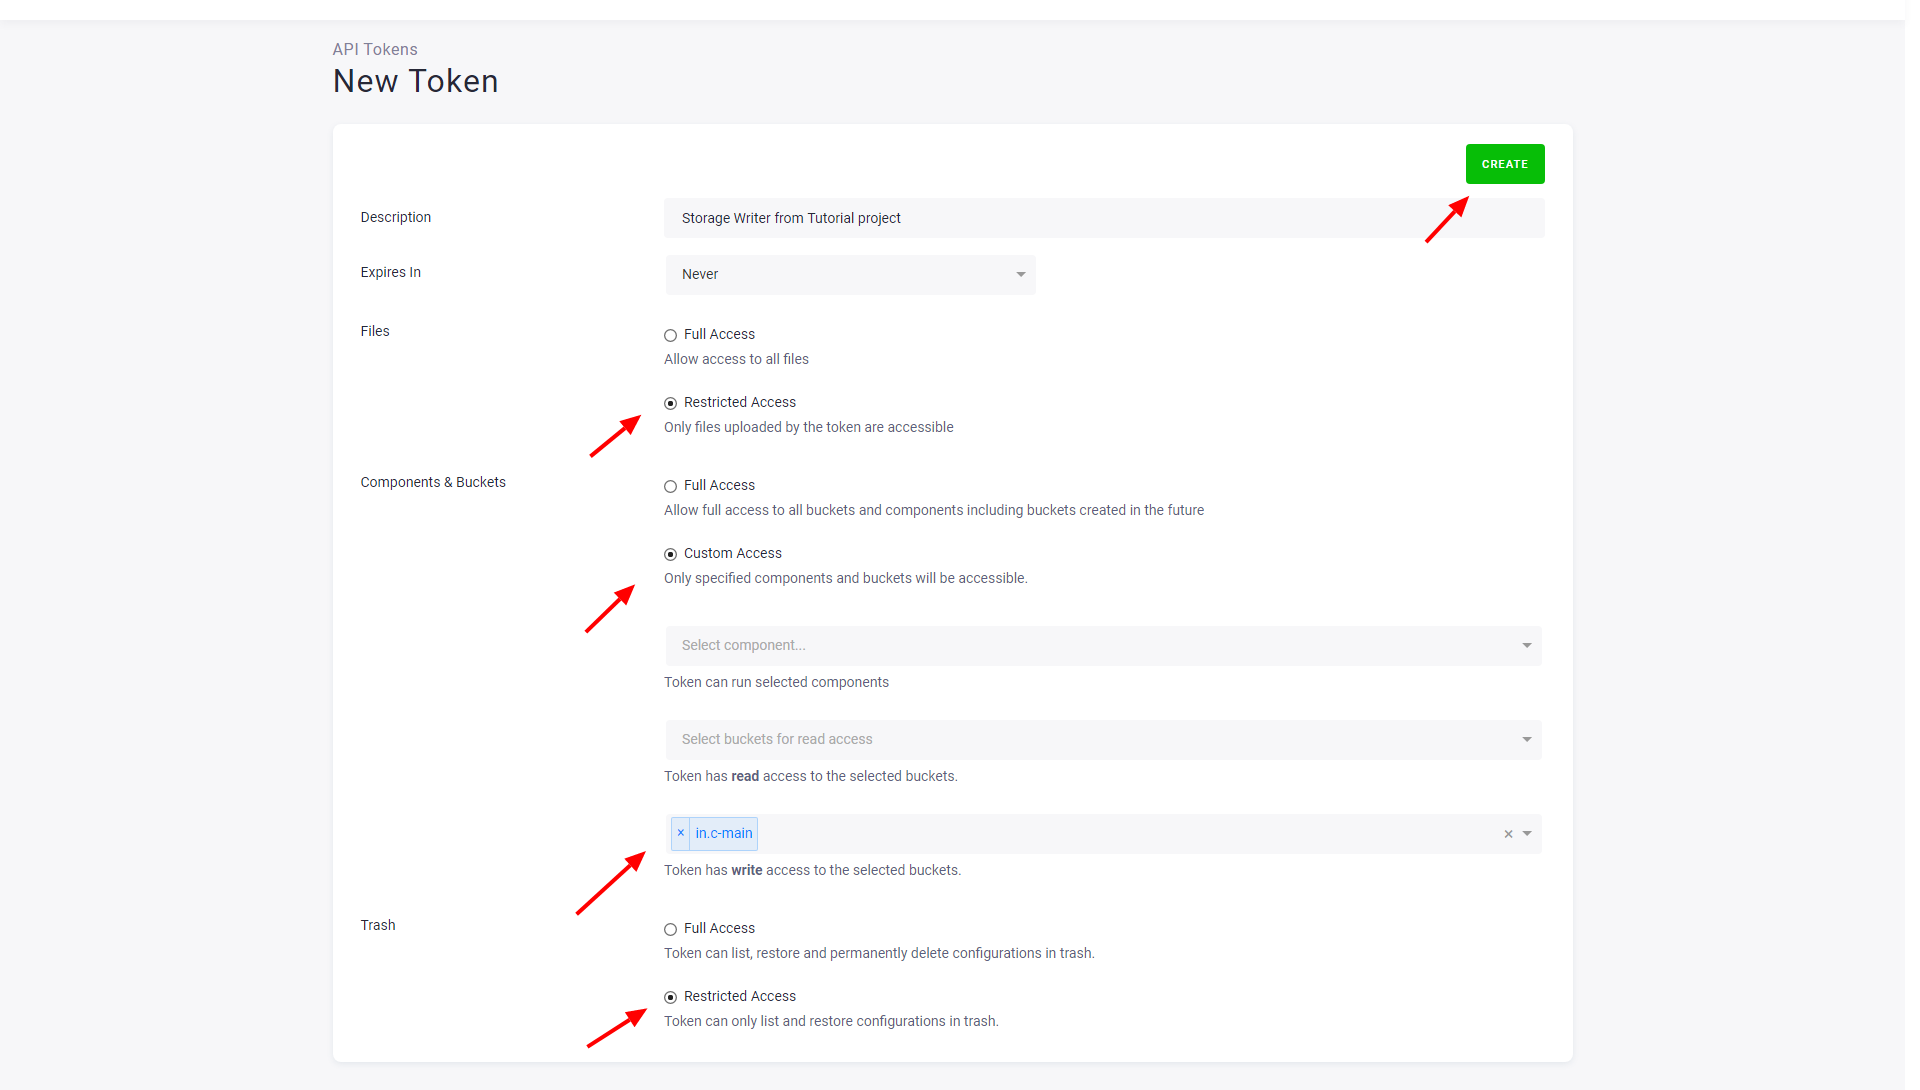 API Tokens
New Token
CREATE
Description
Storage Writer from Tutorial project
Expires In
Never
Files
Full Access
Allow access to all files
Restricted Access
Only files uploaded by the token are accessible
Components & Buckets
Full Access
Allow full access to all buckets and components including buckets created in the future
Custom Access
Only specified components and buckets will be accessible.
Select component...
Token can run selected components
Select buckets for read access
Token has read access to the selected buckets.
× in.c-main ×
Token has write access to the selected buckets.
Trash
Full Access
Token can list, restore and permanently delete configurations in trash.
Restricted Access
Token can only list and restore configurations in trash.